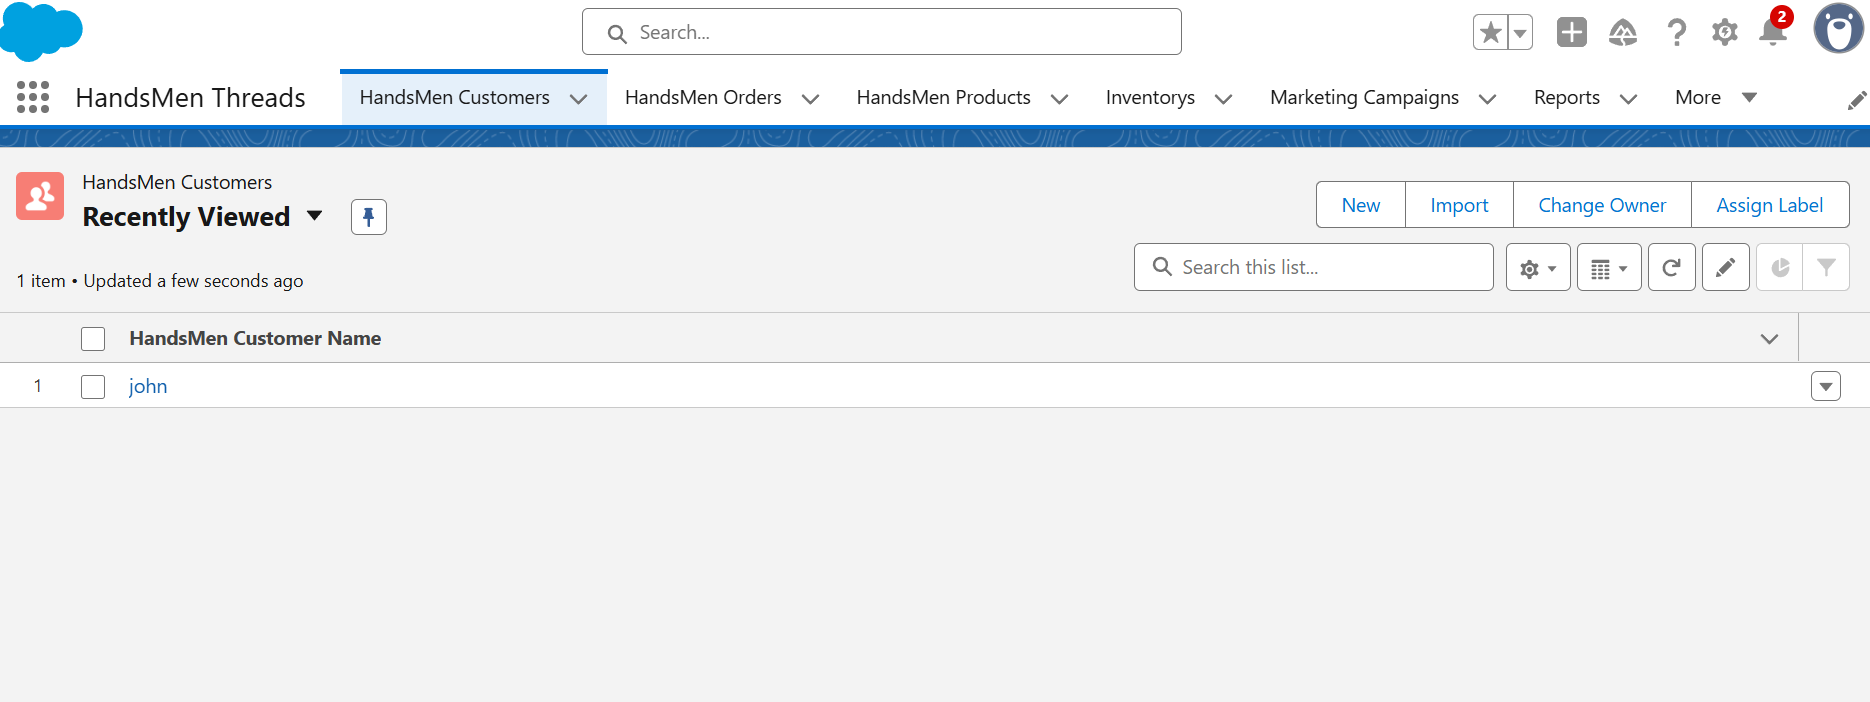 Search...
2
HandsMen Threads
HandsMen Customers
HandsMen Orders
HandsMen Products
Inventorys
Marketing Campaigns
Reports
More
HandsMen Customers
Recently Viewed
New
Import
Change Owner
Assign Label
1 item • Updated a few seconds ago
Search this list...
HandsMen Customer Name
1
john